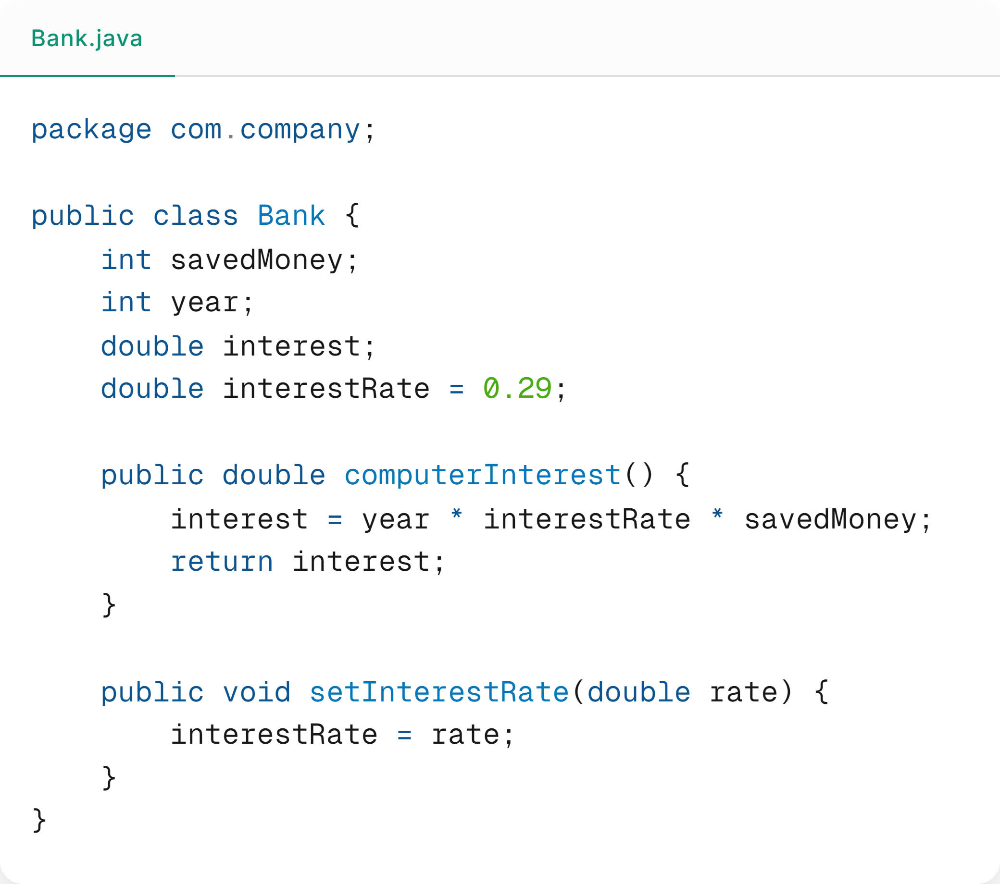 Bank.java
package com.company;
public class Bank {
    int savedMoney;
    int year;
    double interest;
    double interestRate = 0.29;
    public double computerInterest() {
        interest = year * interestRate * savedMoney;
        return interest;
    }
    public void setInterestRate(double rate) {
        interestRate = rate;
    }
}